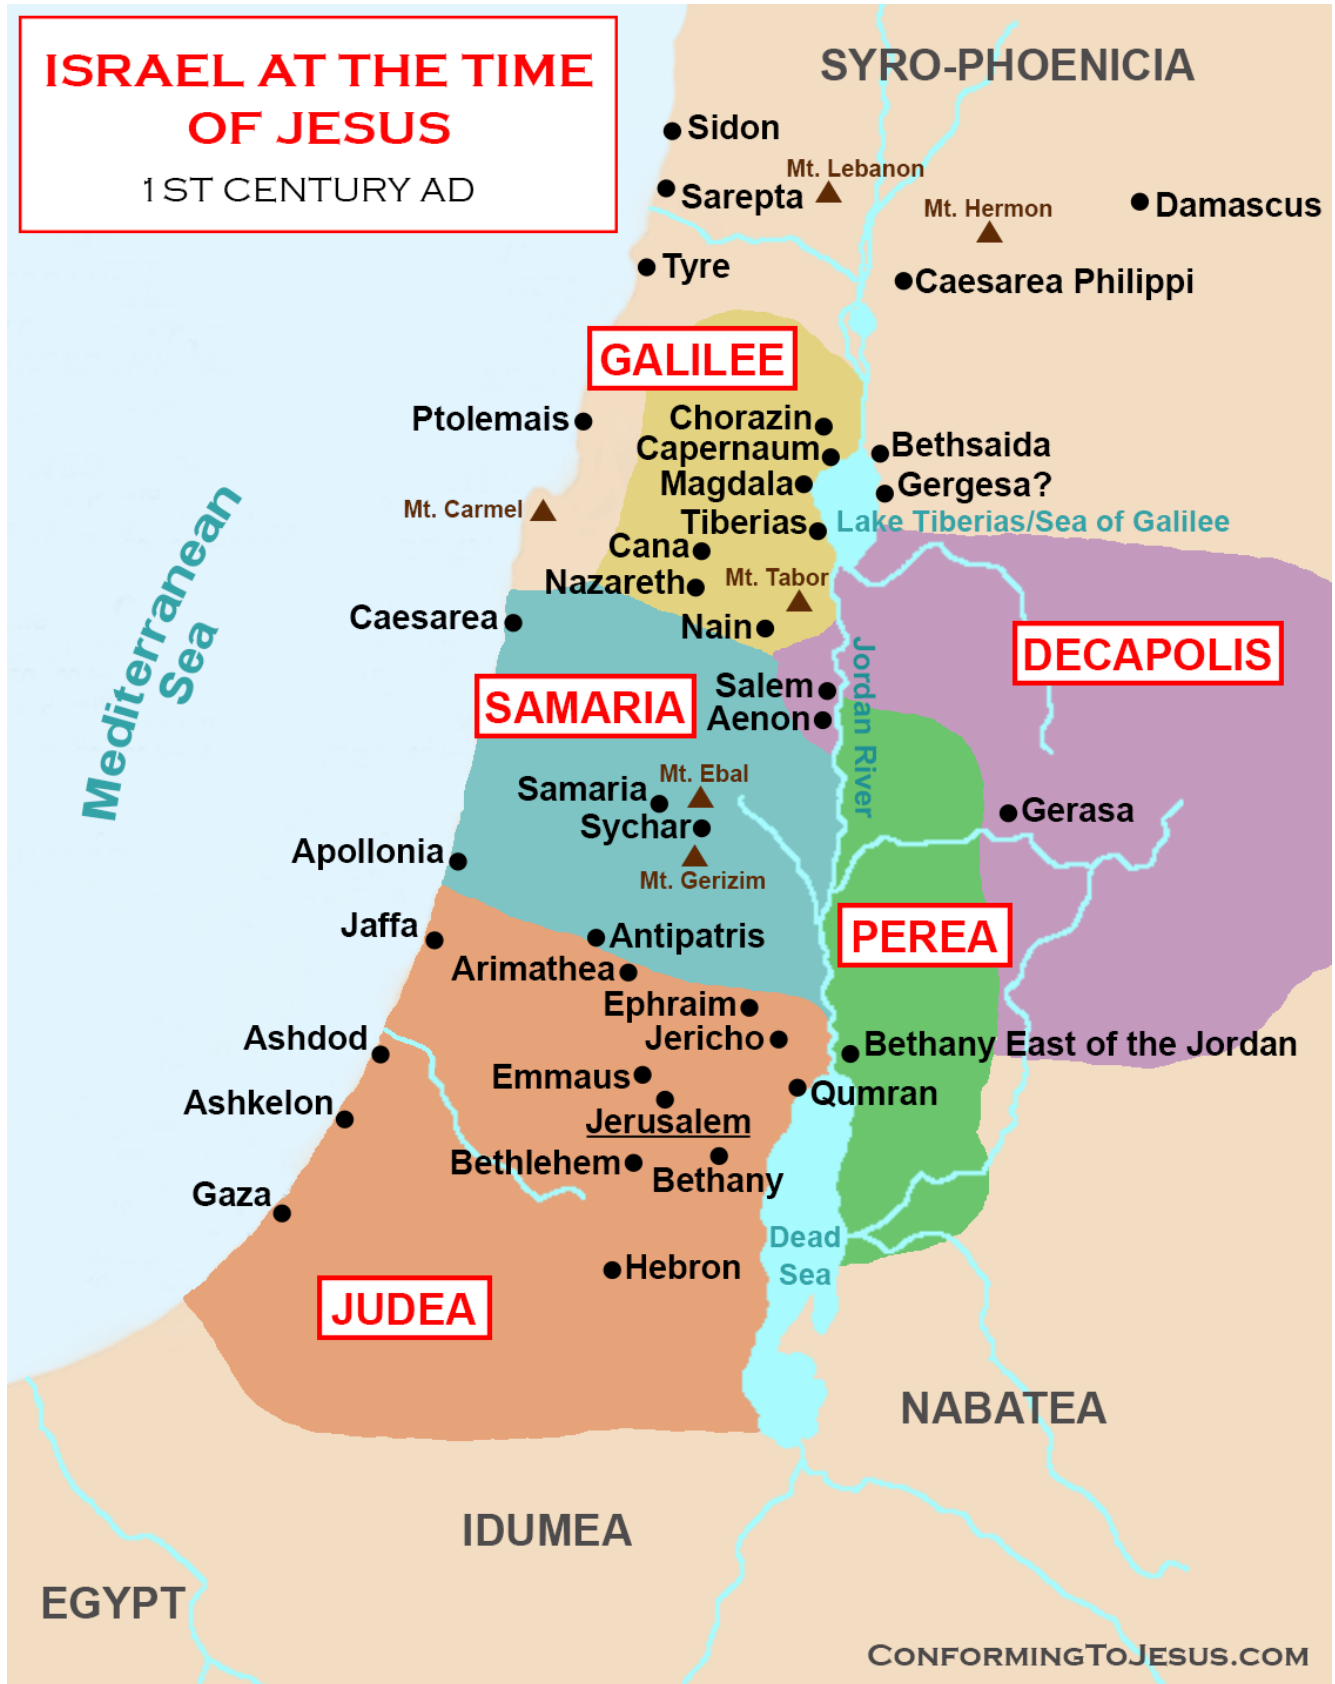 ISRAEL AT THE TIME
OF JESUS
1ST CENTURY AD
SYRO-PHOENICIA
Sidon
Mt. Lebanon
Sarepta
Mt. Hermon
Damascus
Tyre
Caesarea Philippi
GALILEE
Ptolemais
Chorazin
Capernaum
Bethsaida
Magdala
Gergesa?
Mt. Carmel
Tiberias
Lake Tiberias/Sea of Galilee
Cana
Nazareth
Mt. Tabor
Mediterranean
Sea
Caesarea
Nain
Jordan River
DECAPOLIS
SAMARIA
Salem
Aenon
Mt. Ebal
Samaria
Sychar
Gerasa
Apollonia
Mt. Gerizim
Jaffa
Antipatris
PEREA
Arimathea
Ephraim
Ashdod
Jericho
Bethany East of the Jordan
Emmaus
Qumran
Ashkelon
Jerusalem
Bethlehem
Bethany
Gaza
Dead
Sea
Hebron
JUDEA
NABATEA
IDUMEA
EGYPT
CONFORMINGTOJESUS.COM